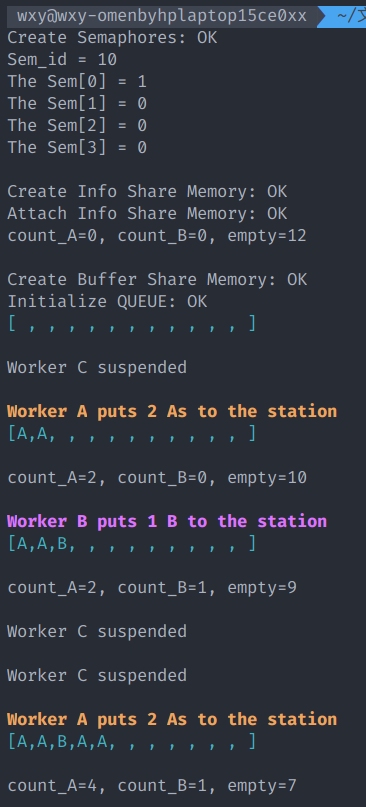 wxy@wxy-omenbyhplaptop15ce0xx ~/文
Create Semaphores: OK
Sem_id = 10
The Sem[0] = 1
The Sem[1] = 0
The Sem[2] = 0
The Sem[3] = 0
Create Info Share Memory: OK
Attach Info Share Memory: OK
count_A=0, count_B=0, empty=12
Create Buffer Share Memory: OK
Initialize QUEUE: OK
[ , , , , , , , , , , , ]
Worker C suspended
Worker A puts 2 As to the station
[A,A, , , , , , , , , , ]
count_A=2, count_B=0, empty=10
Worker B puts 1 B to the station
[A,A,B, , , , , , , , , ]
count_A=2, count_B=1, empty=9
Worker C suspended
Worker C suspended
Worker A puts 2 As to the station
[A,A,B,A,A, , , , , , , ]
count_A=4, count_B=1, empty=7